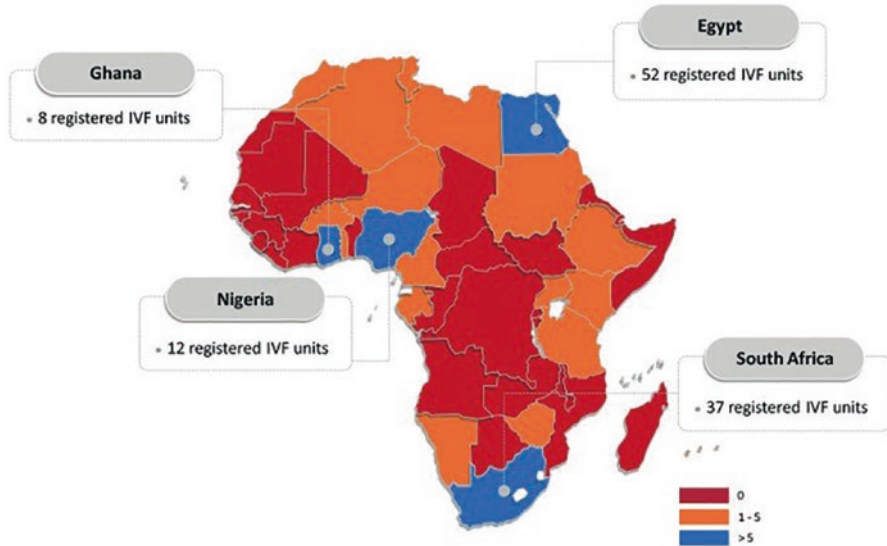 Egypt
52 registered IVF units
Ghana
8 registered IVF units
Nigeria
12 registered IVF units
South Africa
37 registered IVF units
0
1 - 5
>5